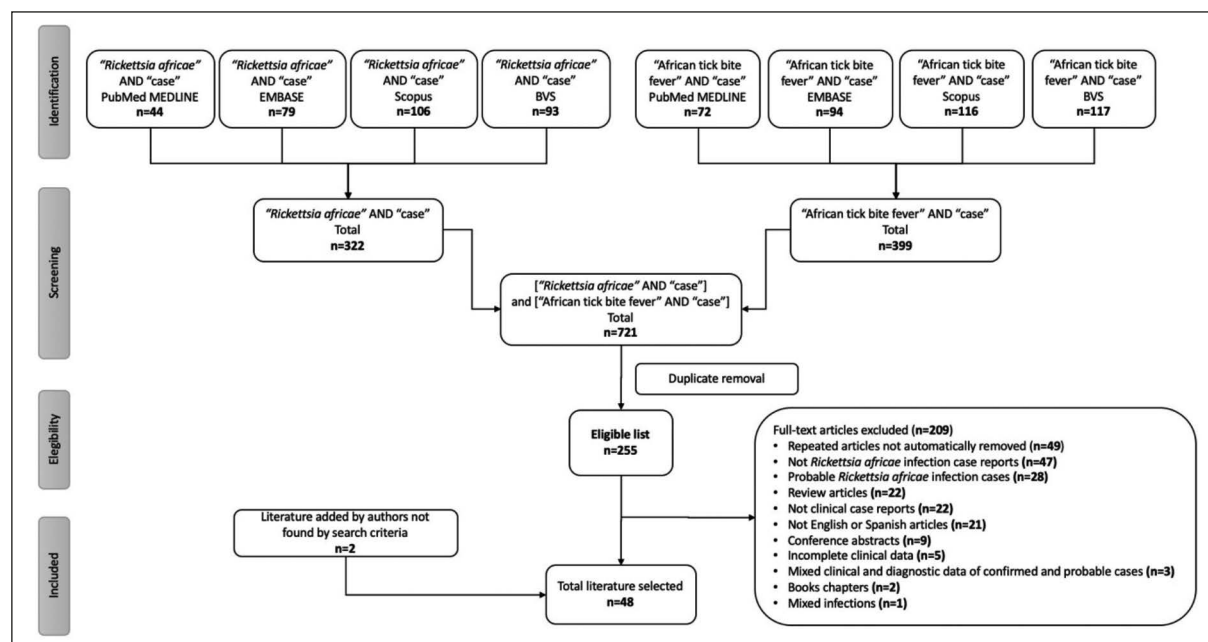 Identification
"Rickettsia africae"
AND "case"
PubMed MEDLINE
n=44
"Rickettsia africae"
AND "case"
EMBASE
n=79
"Rickettsia africae"
AND "case"
Scopus
n=106
"Rickettsia africae"
AND "case"
BVS
n=93
"African tick bite
fever" AND "case"
PubMed MEDLINE
n=72
"African tick bite
fever" AND "case"
EMBASE
n=94
"African tick bite
fever" AND "case"
Scopus
n=116
"African tick bite
fever" AND "case"
BVS
n=117
Screening
"Rickettsia africae" AND "case"
Total
n=322
"African tick bite fever" AND "case"
Total
n=399
["Rickettsia africae" AND "case"]
and ["African tick bite fever" AND "case"]
Total
n=721
Duplicate removal
Elegibility
Eligible list
n=255
Full-text articles excluded (n=209)
• Repeated articles not automatically removed (n=49)
• Not Rickettsia africae infection case reports (n=47)
• Probable Rickettsia africae infection cases (n=28)
• Review articles (n=22)
• Not clinical case reports (n=22)
• Not English or Spanish articles (n=21)
• Conference abstracts (n=9)
• Incomplete clinical data (n=5)
• Mixed clinical and diagnostic data of confirmed and probable cases (n=3)
• Books chapters (n=2)
• Mixed infections (n=1)
Included
Literature added by authors not
found by search criteria
n=2
Total literature selected
n=48